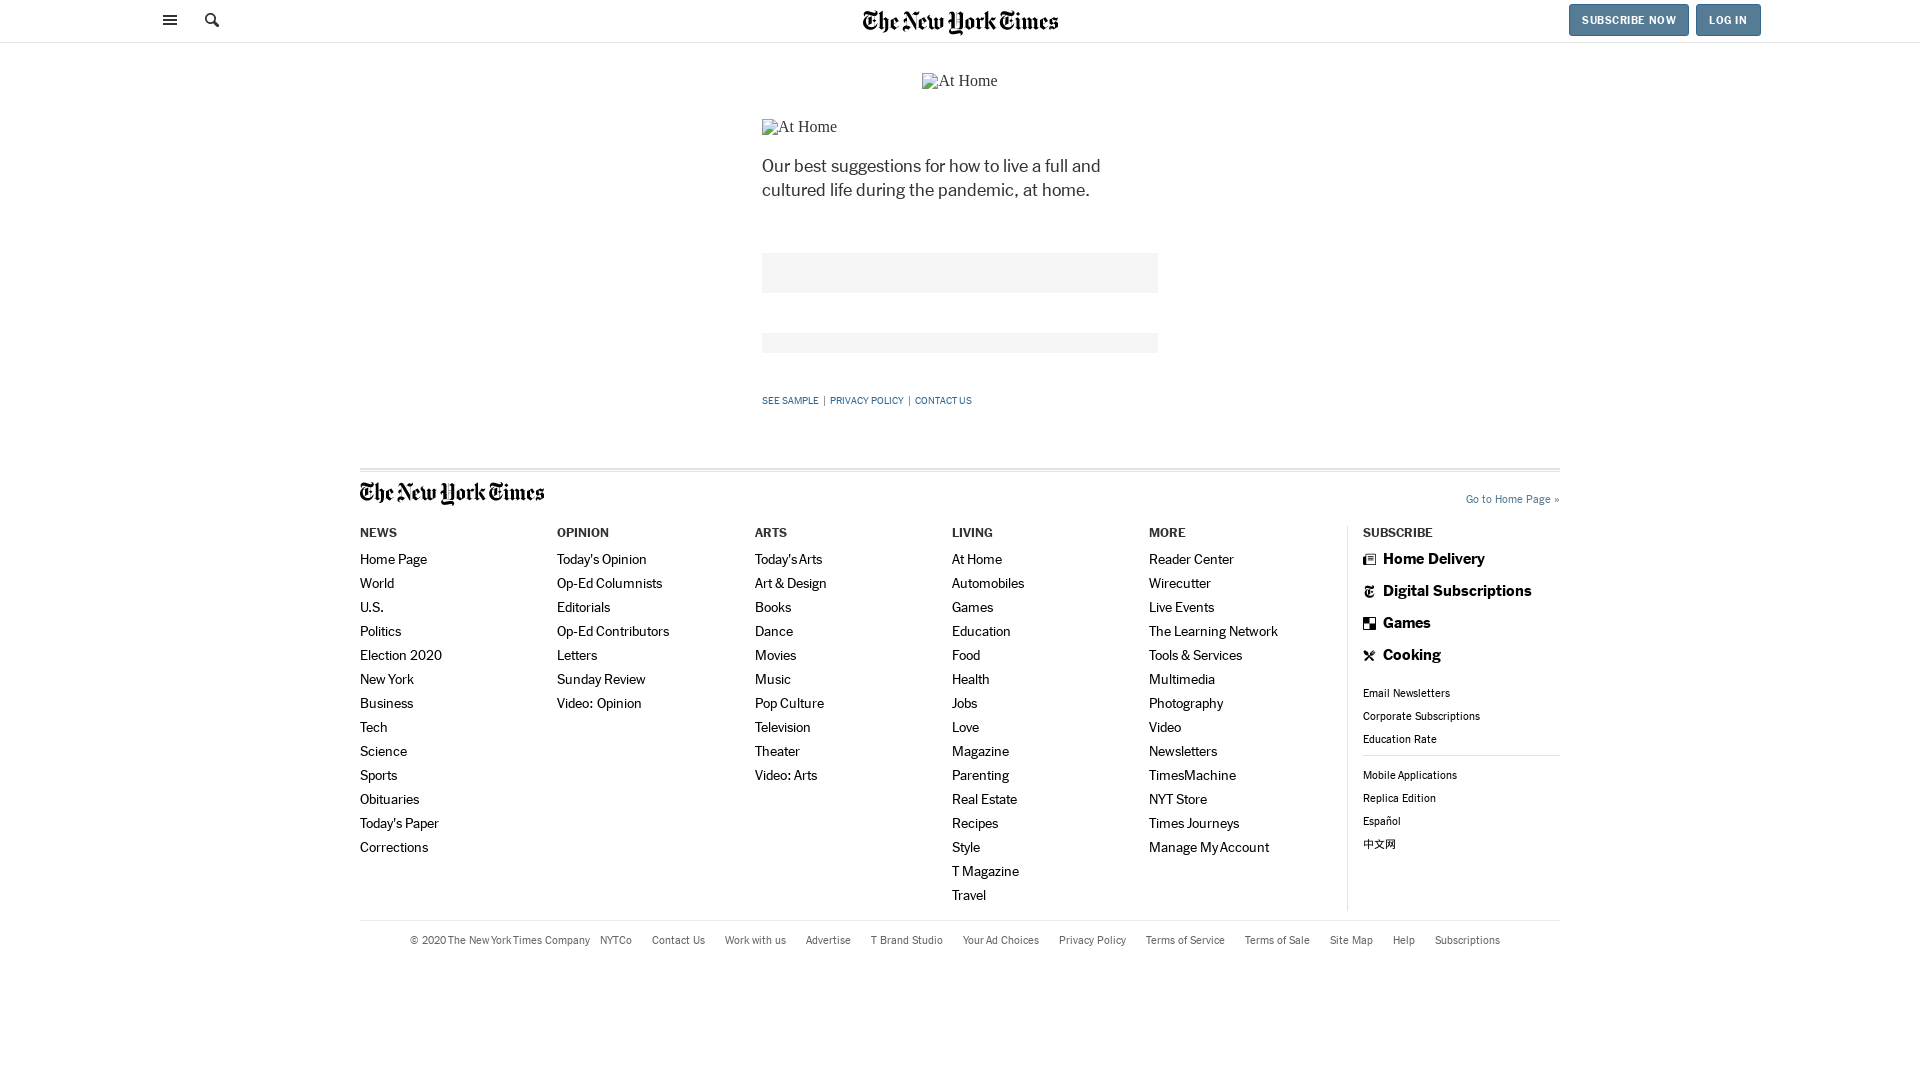 The New York Times
SUBSCRIBE NOW
LOG IN
At Home
At Home
Our best suggestions for how to live a full and
cultured life during the pandemic, at home.
SEE SAMPLE | PRIVACY POLICY | CONTACT US
The New York Times
Go to Home Page »
NEWS
Home Page
World
U.S.
Politics
Election 2020
New York
Business
Tech
Science
Sports
Obituaries
Today's Paper
Corrections
OPINION
Today's Opinion
Op-Ed Columnists
Editorials
Op-Ed Contributors
Letters
Sunday Review
Video: Opinion
ARTS
Today's Arts
Art & Design
Books
Dance
Movies
Music
Pop Culture
Television
Theater
Video: Arts
LIVING
At Home
Automobiles
Games
Education
Food
Health
Jobs
Love
Magazine
Parenting
Real Estate
Recipes
Style
T Magazine
Travel
MORE
Reader Center
Wirecutter
Live Events
The Learning Network
Tools & Services
Multimedia
Photography
Video
Newsletters
TimesMachine
NYT Store
Times Journeys
Manage My Account
SUBSCRIBE
Home Delivery
Digital Subscriptions
Games
Cooking
Email Newsletters
Corporate Subscriptions
Education Rate
Mobile Applications
Replica Edition
Español
中文网
© 2020 The New York Times Company NYTCo Contact Us Work with us Advertise T Brand Studio Your Ad Choices Privacy Policy Terms of Service Terms of Sale Site Map Help Subscriptions